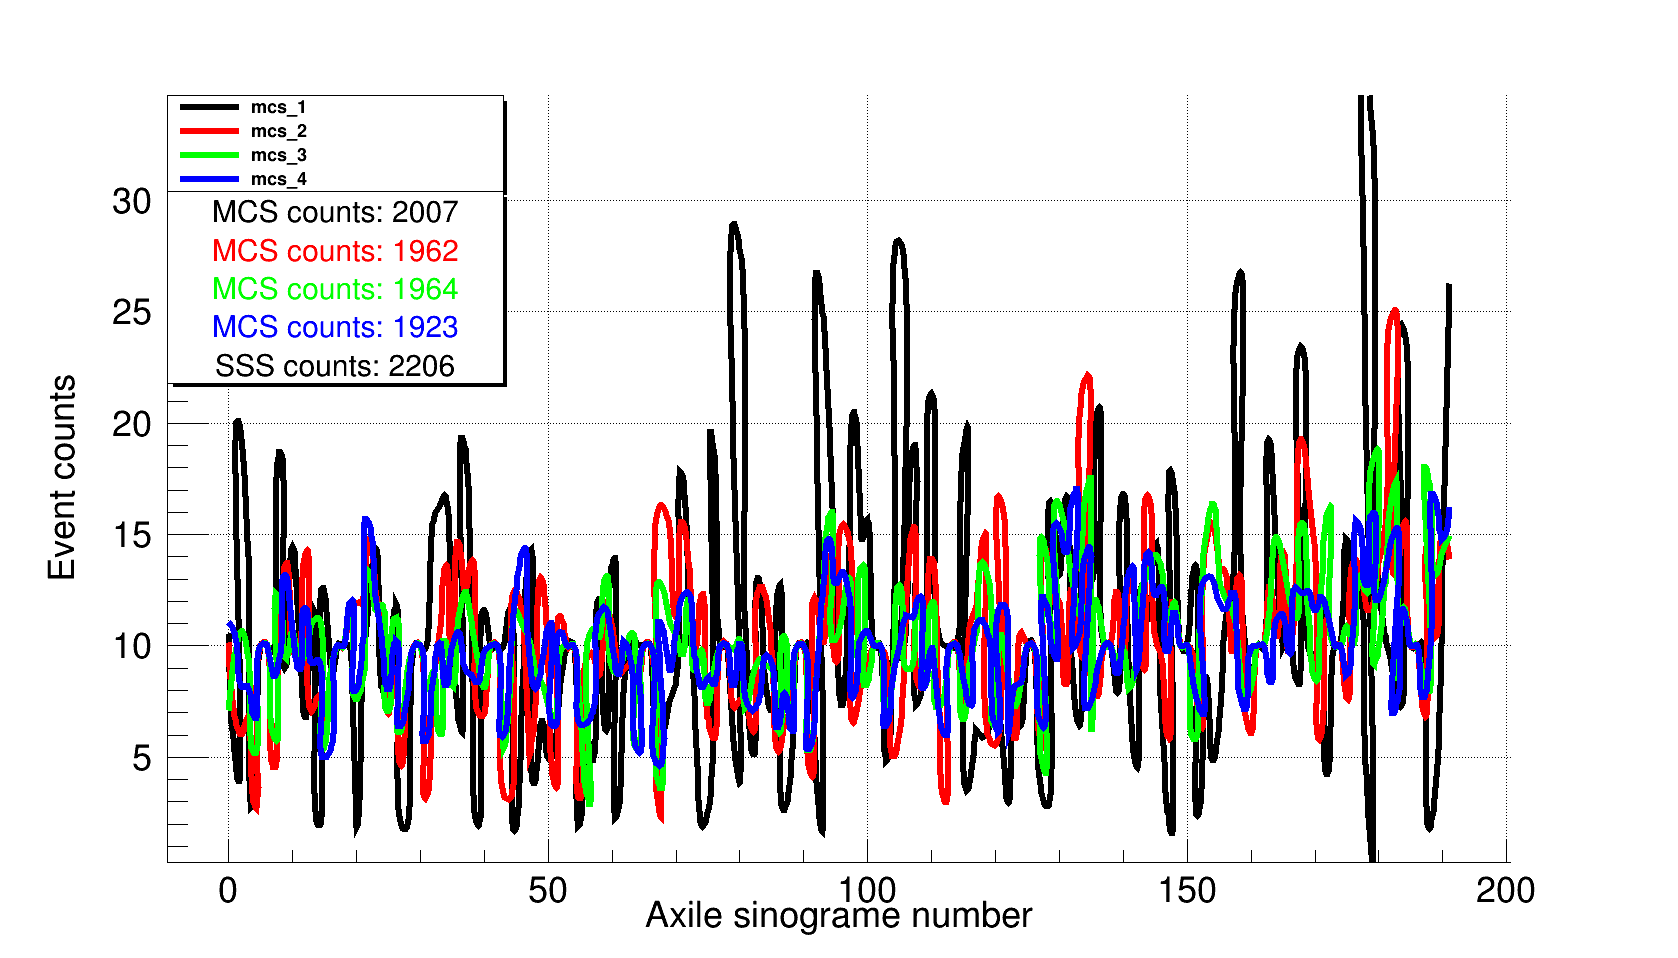 mcs_1
mcs_2
mcs_3
mcs_4
MCS counts: 2007
MCS counts: 1962
MCS counts: 1964
MCS counts: 1923
SSS counts: 2206
30
25
20
15
10
5
Event counts
0 50 100 150 200
Axile sinograme number